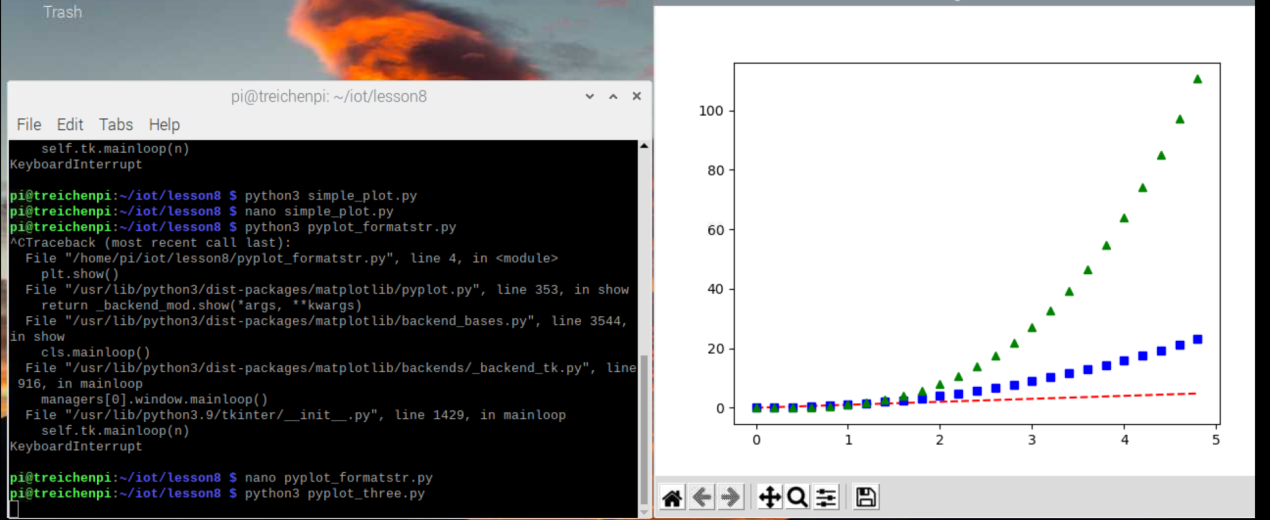 Trash
pi@treichenpi: ~/iot/lesson8
File Edit Tabs Help
    self.tk.mainloop(n)
KeyboardInterrupt
pi@treichenpi:~/iot/lesson8 $ python3 simple_plot.py
pi@treichenpi:~/iot/lesson8 $ nano simple_plot.py
pi@treichenpi:~/iot/lesson8 $ python3 pyplot_formatstr.py
^CTraceback (most recent call last):
  File "/home/pi/iot/lesson8/pyplot_formatstr.py", line 4, in <module>
    plt.show()
  File "/usr/lib/python3/dist-packages/matplotlib/pyplot.py", line 353, in show
    return _backend_mod.show(*args, **kwargs)
  File "/usr/lib/python3/dist-packages/matplotlib/backend_bases.py", line 3544,
in show
    cls.mainloop()
  File "/usr/lib/python3/dist-packages/matplotlib/backends/_backend_tk.py", line
 916, in mainloop
    managers[0].window.mainloop()
  File "/usr/lib/python3.9/tkinter/__init__.py", line 1429, in mainloop
    self.tk.mainloop(n)
KeyboardInterrupt
pi@treichenpi:~/iot/lesson8 $ nano pyplot_formatstr.py
pi@treichenpi:~/iot/lesson8 $ python3 pyplot_three.py
100
80
60
40
20
0
0 1 2 3 4 5